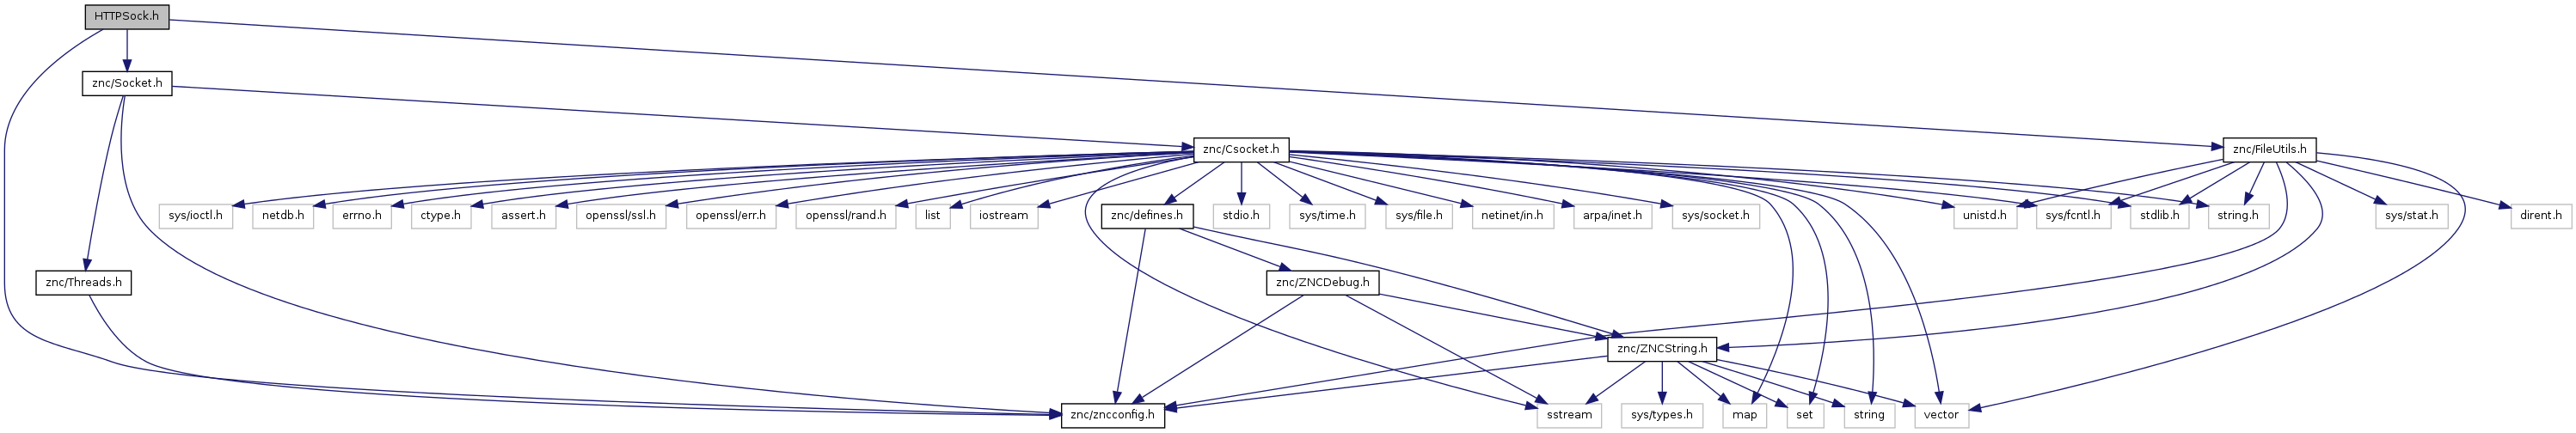 HTTPSock.h
znc/Socket.h
znc/Csocket.h
znc/FileUtils.h
sys/ioctl.h
netdb.h
errno.h
ctype.h
assert.h
openssl/ssl.h
openssl/err.h
openssl/rand.h
list
iostream
znc/defines.h
stdio.h
sys/time.h
sys/file.h
netinet/in.h
arpa/inet.h
sys/socket.h
unistd.h
sys/fcntl.h
stdlib.h
string.h
sys/stat.h
dirent.h
znc/Threads.h
znc/ZNCDebug.h
znc/ZNCString.h
znc/zncconfig.h
sstream
sys/types.h
map
set
string
vector